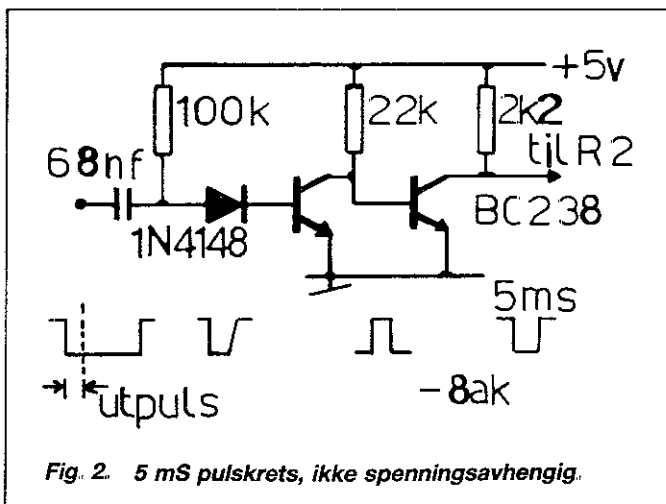 +5v
100k 22k 2k2
68nf til R2
1N4148 BC238
5ms
utpuls -8ak
Fig. 2. 5 mS pulskrets, ikke spenningsavhengig.